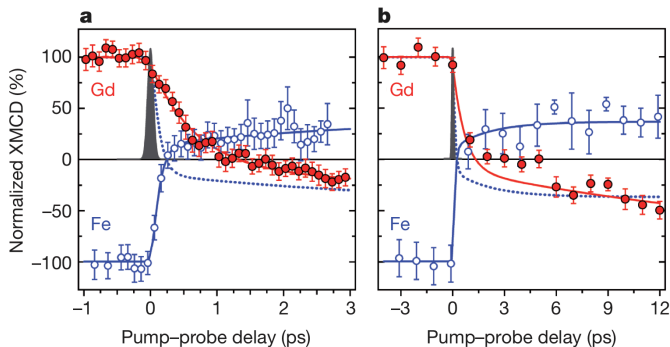 a
b
Normalized XMCD (%)
100
50
0
−50
−100
Gd
Fe
Gd
Fe
−1
0
1
2
3
−3
0
3
6
9
12
Pump–probe delay (ps)
Pump–probe delay (ps)